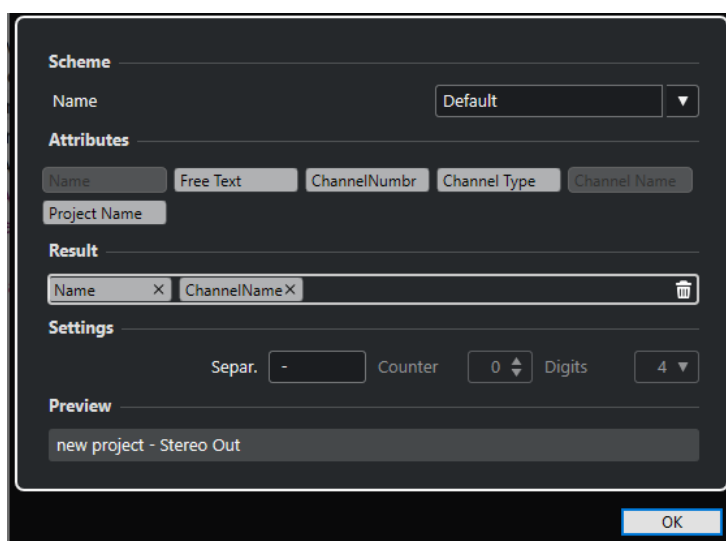 Scheme
Name Default
Attributes
Name Free Text ChannelNumbr Channel Type Channel Name
Project Name
Result
Name × ChannelName×
Settings
Separ. - Counter 0 Digits 4
Preview
new project - Stereo Out
OK